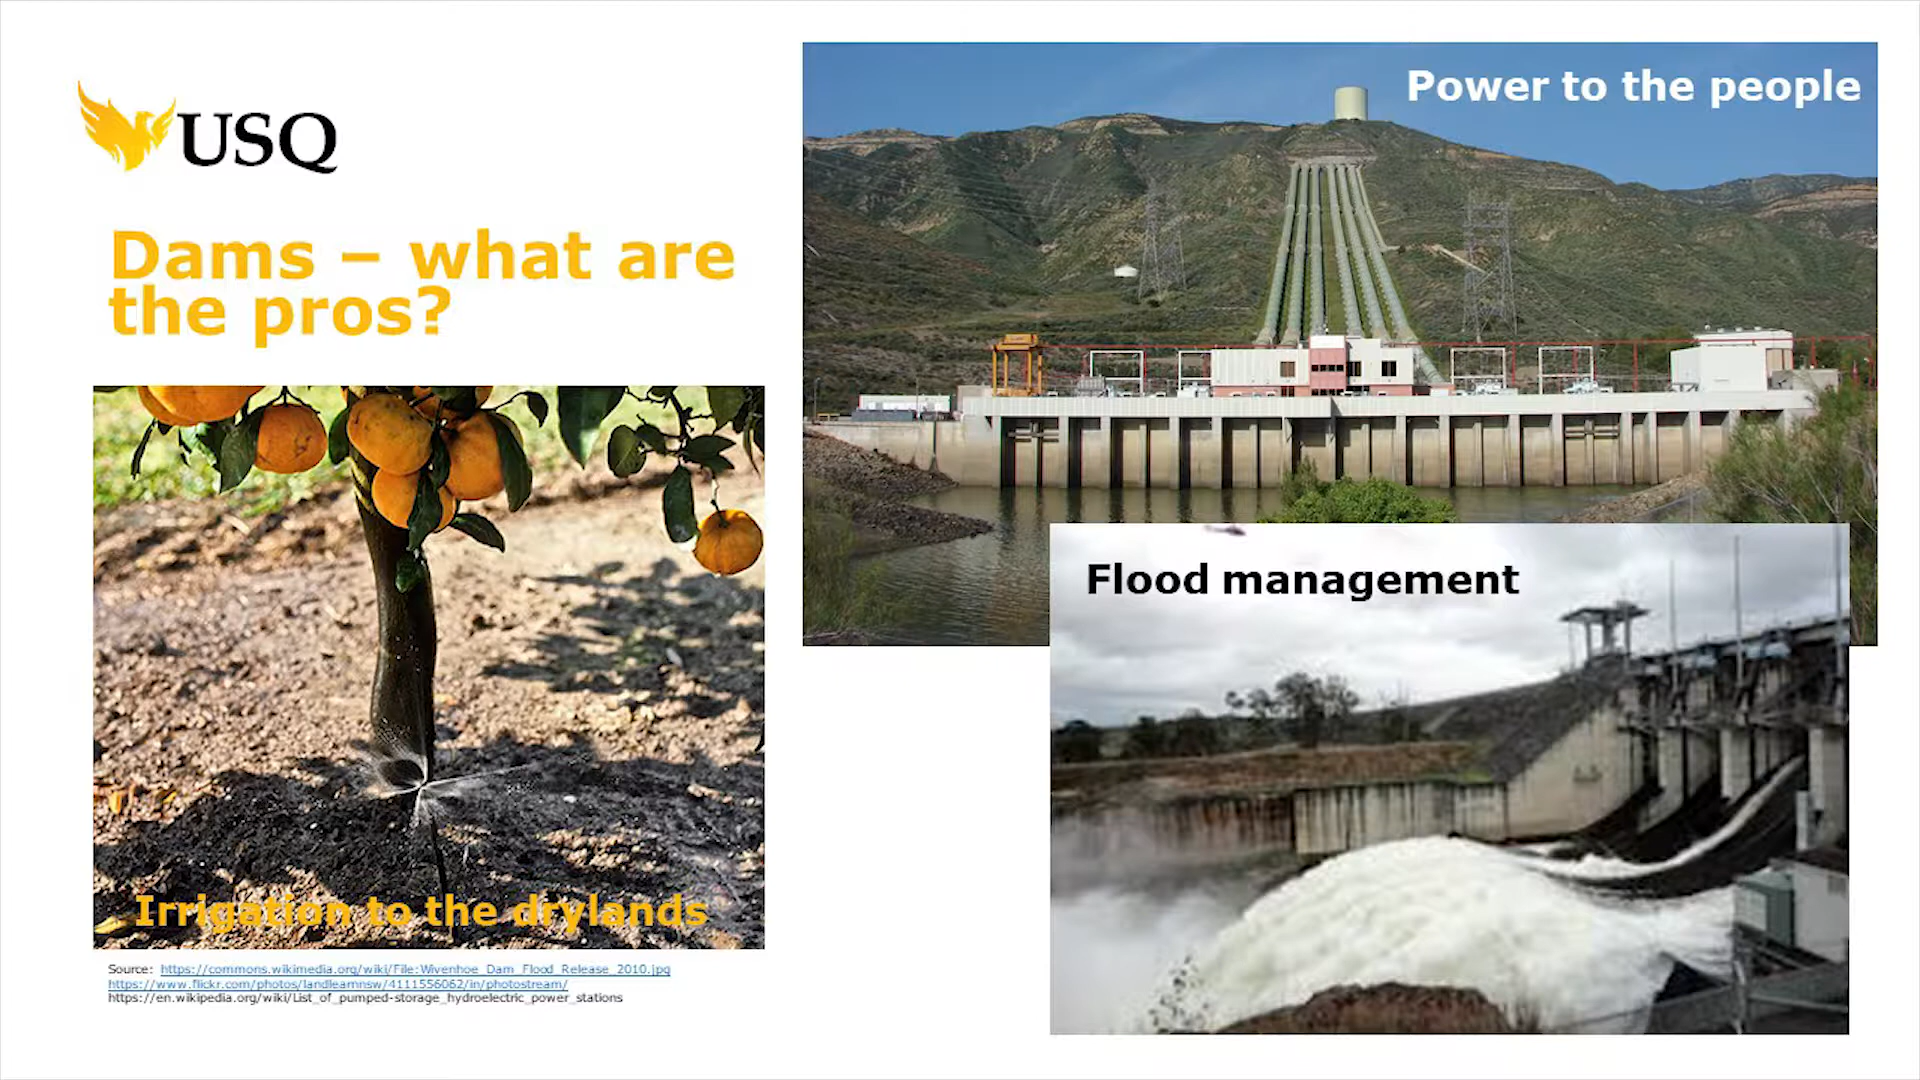 USQ
Dams – what are
the pros?
Power to the people
Flood management
Irrigation to the drylands
Source: https://commons.wikimedia.org/wiki/File:Wivenhoe_Dam_Flood_Release_2010.jpg
https://www.flickr.com/photos/landlearnnsw/4111556062/in/photostream/
https://en.wikipedia.org/wiki/List_of_pumped-storage_hydroelectric_power_stations